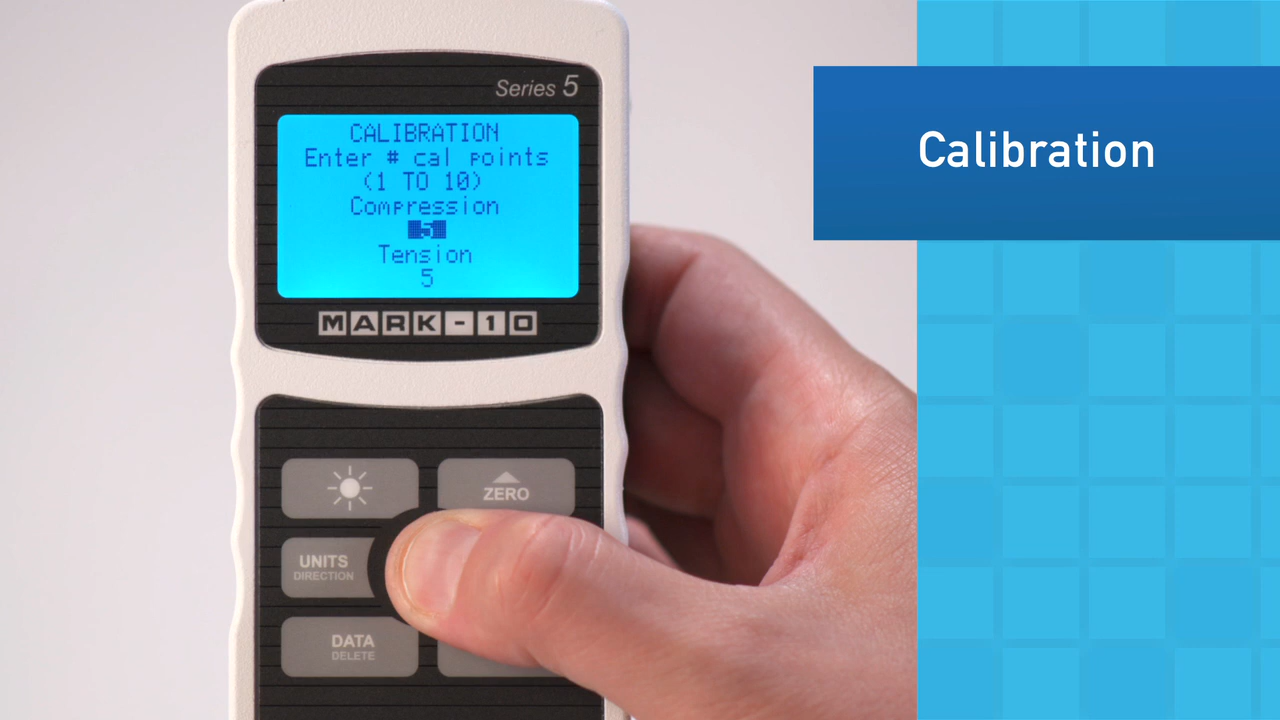 Series 5
CALIBRATION
Enter # cal points
(1 TO 10)
Compression
5
Tension
5
MARK-10
ZERO
UNITS
DIRECTION
DATA
DELETE
Calibration